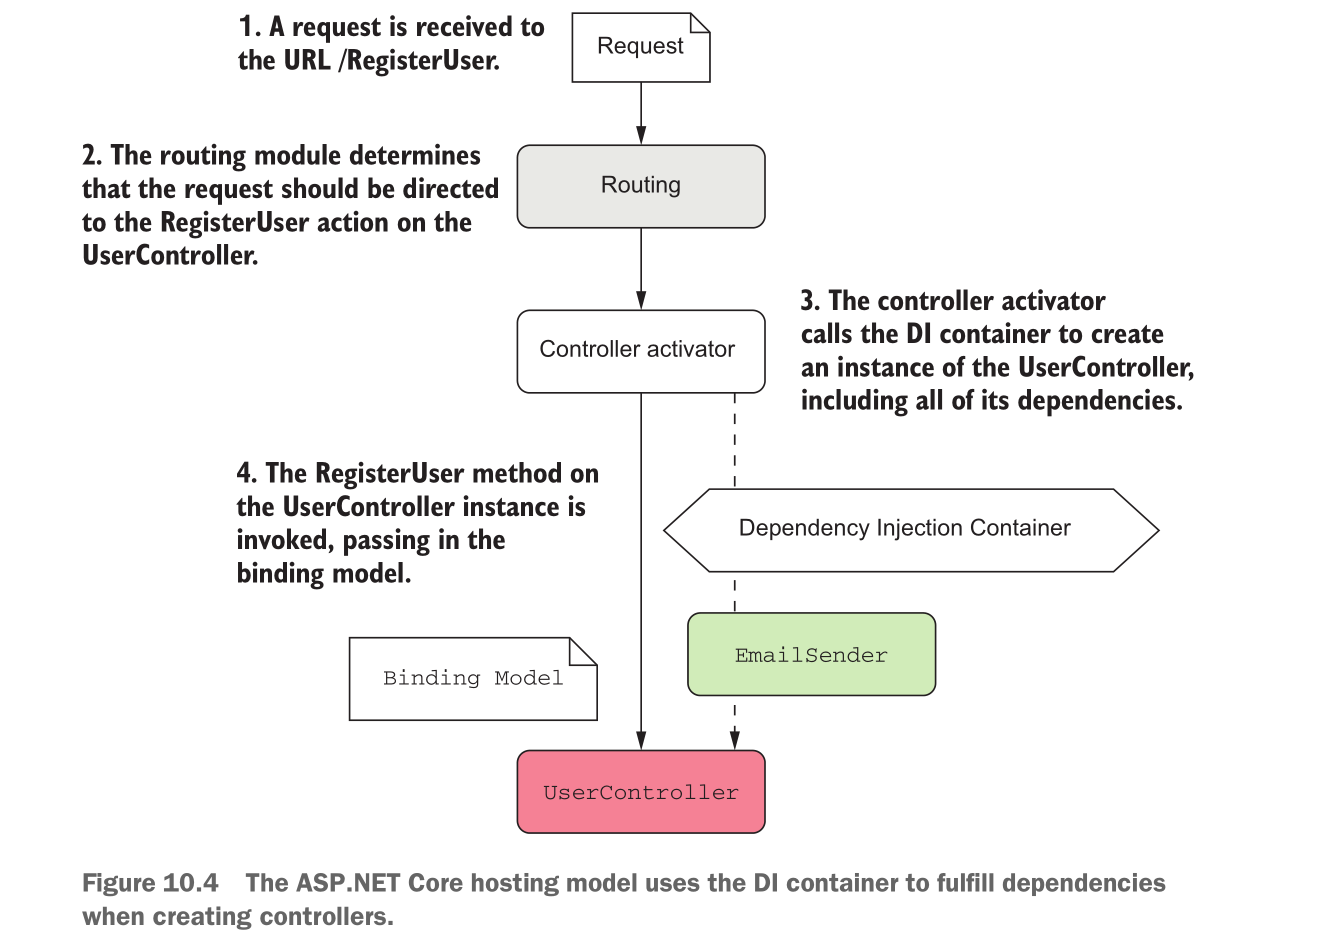 1. A request is received to
the URL /RegisterUser.
Request
2. The routing module determines
that the request should be directed
to the RegisterUser action on the
UserController.
Routing
Controller activator
3. The controller activator
calls the DI container to create
an instance of the UserController,
including all of its dependencies.
4. The RegisterUser method on
the UserController instance is
invoked, passing in the
binding model.
Dependency Injection Container
EmailSender
Binding Model
UserController
Figure 10.4 The ASP.NET Core hosting model uses the DI container to fulfill dependencies
when creating controllers.